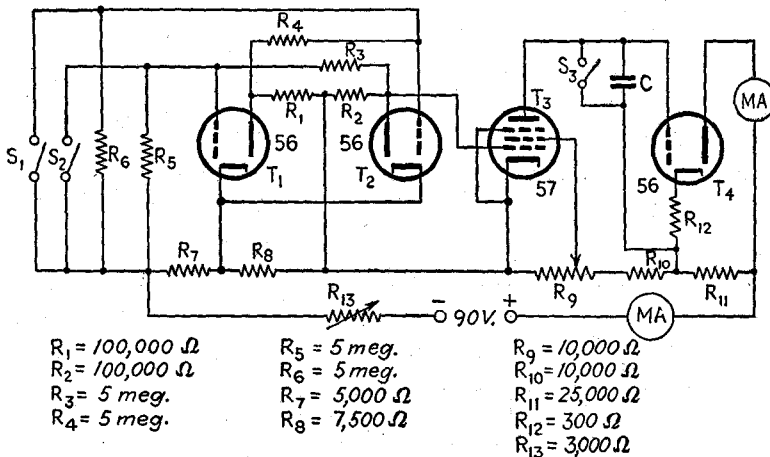 R4
R3
S3
T3
C
MA
S1
S2
R6
R5
R1
R2
56
T1
56
T2
57
56
T4
R12
R7
R8
R9
R10
R11
R13
− 90V. +
MA
R1 = 100,000 Ω
R2 = 100,000 Ω
R3 = 5 meg.
R4 = 5 meg.
R5 = 5 meg.
R6 = 5 meg.
R7 = 5,000 Ω
R8 = 7,500 Ω
R9 = 10,000 Ω
R10 = 10,000 Ω
R11 = 25,000 Ω
R12 = 300 Ω
R13 = 3,000 Ω